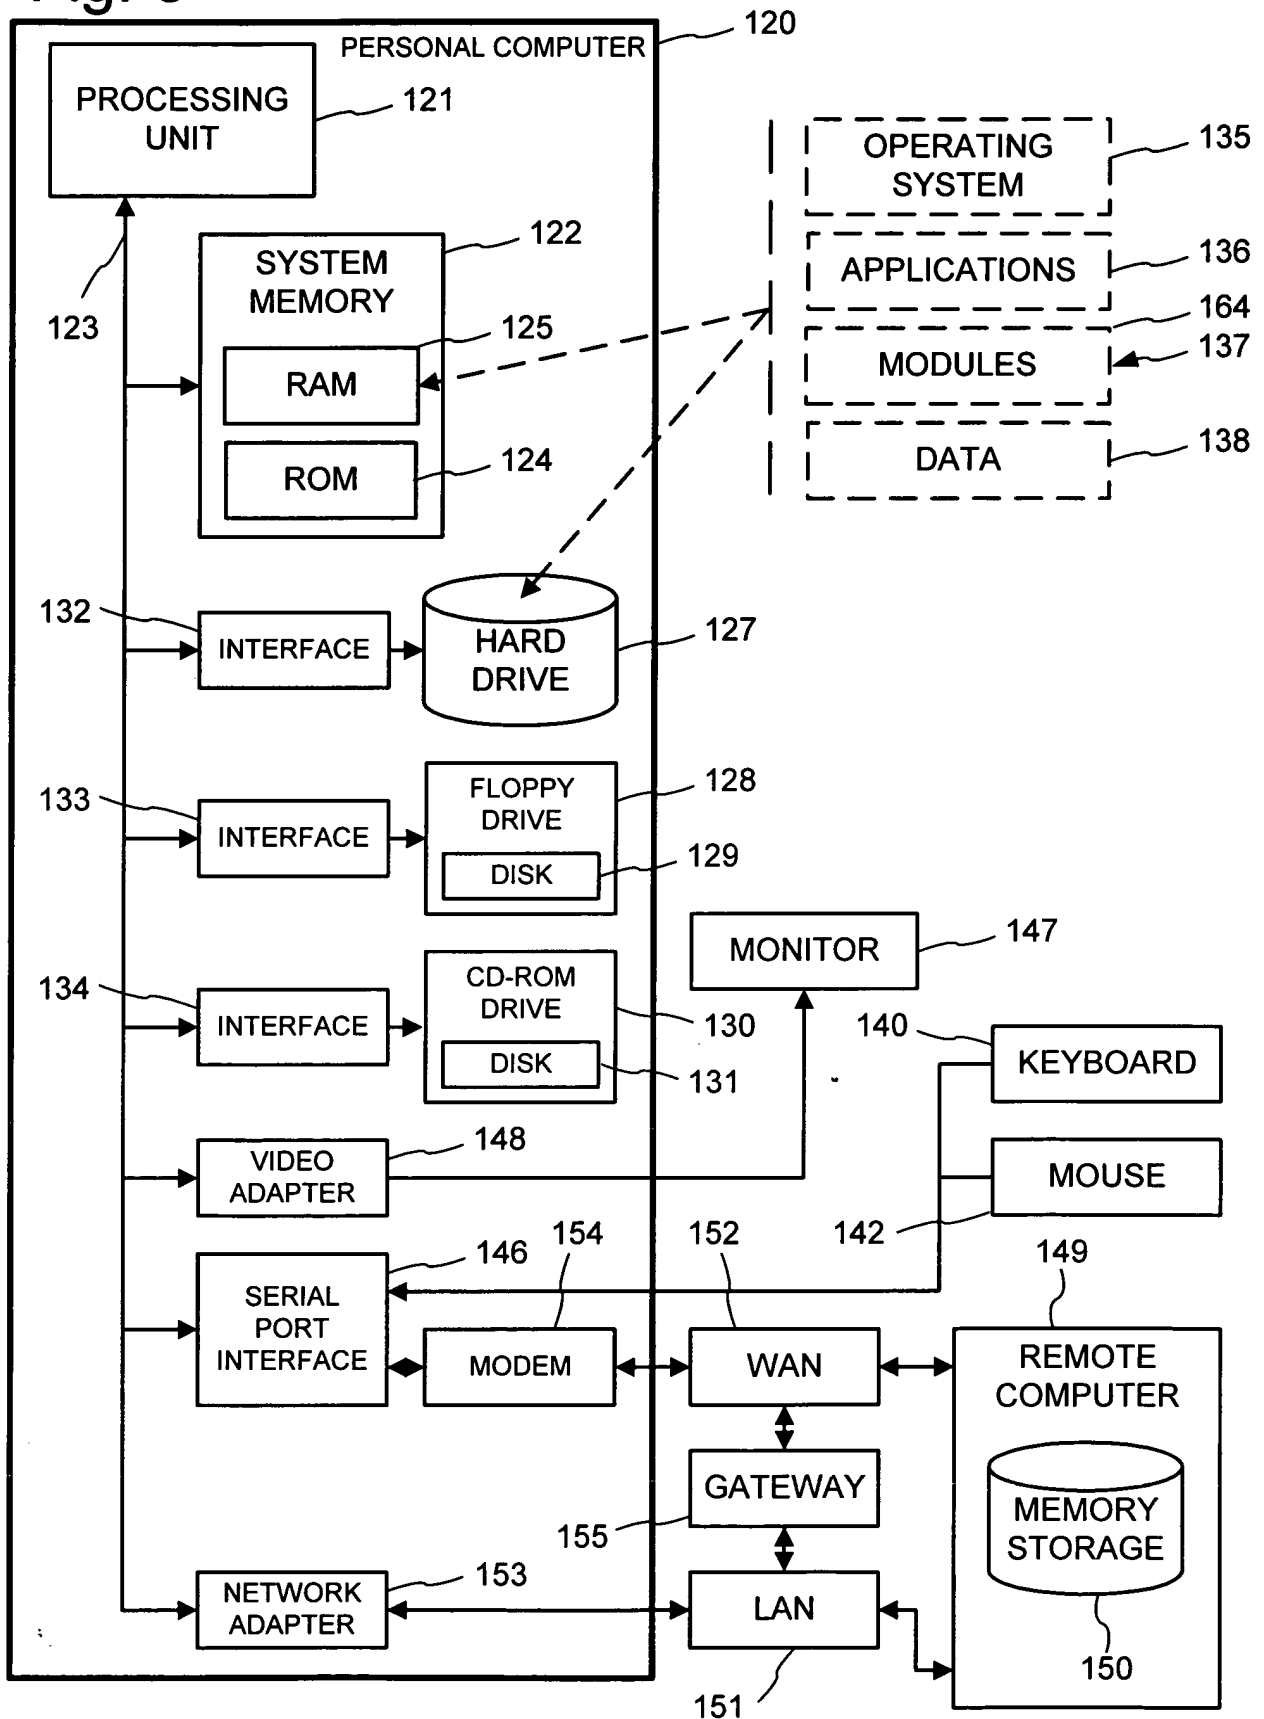 PERSONAL COMPUTER
120
PROCESSING
UNIT
121
123
SYSTEM
MEMORY
122
RAM
125
ROM
124
OPERATING
SYSTEM
135
APPLICATIONS
136
164
MODULES
137
DATA
138
132
INTERFACE
HARD
DRIVE
127
133
INTERFACE
FLOPPY
DRIVE
128
DISK
129
134
INTERFACE
CD-ROM
DRIVE
130
DISK
131
MONITOR
147
140
KEYBOARD
MOUSE
142
VIDEO
ADAPTER
148
SERIAL
PORT
INTERFACE
146
154
MODEM
152
WAN
149
REMOTE
COMPUTER
GATEWAY
155
MEMORY
STORAGE
150
NETWORK
ADAPTER
153
LAN
151